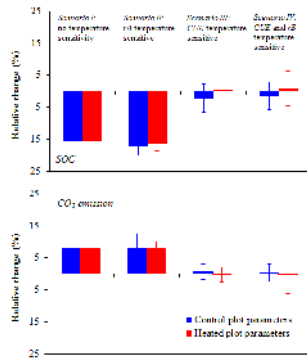 Scenario I:
no temperature
sensitivity
Scenario II:
rB temperature
sensitive
Scenario III:
CUE temperature
sensitive
Scenario IV:
CUE and rB
temperature
sensitive
25
15
5
5
15
25
Relative change (%)
SOC
25
15
5
5
15
25
Relative change (%)
CO2 emission
Control plot parameters
Heated plot parameters